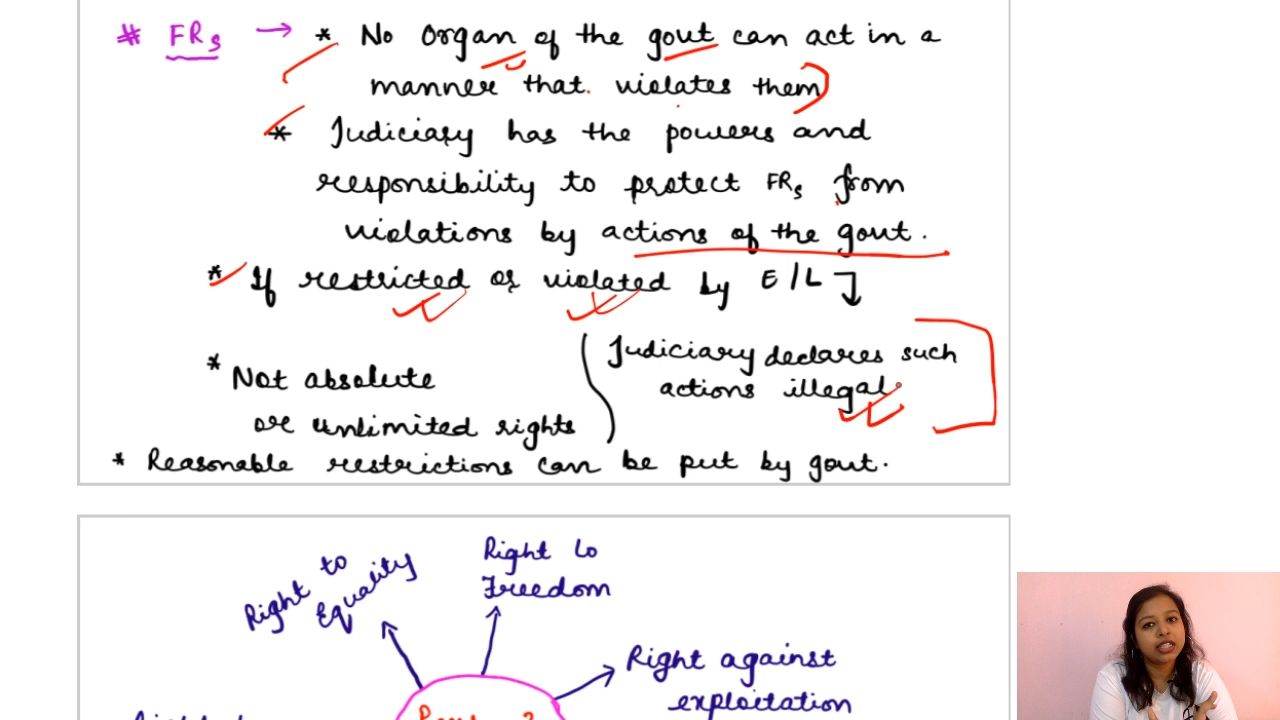 # FRs → * No Organ of the gout can act in a
manner that violates them
* Judiciary has the powers and
responsibility to protect FRs from
violations by actions of the gout.
* If restricted or violated by E/L
Judiciary declares such
actions illegal
* Not absolute
or unlimited rights
* Reasonable restrictions can be put by gout.
Right to
Equality
Right to
Freedom
Right against
exploitation